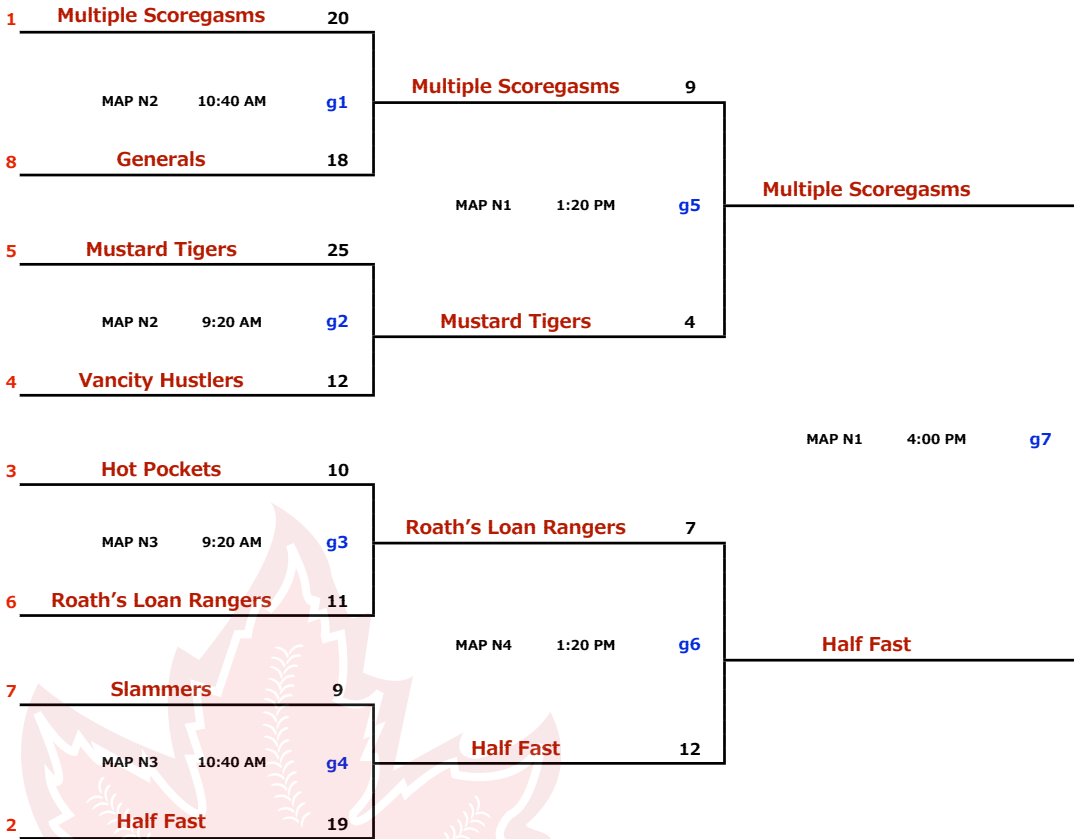 1 Multiple Scoregasms 20
MAP N2 10:40 AM g1
8 Generals 18
5 Mustard Tigers 25
MAP N2 9:20 AM g2
4 Vancity Hustlers 12
3 Hot Pockets 10
MAP N3 9:20 AM g3
6 Roath’s Loan Rangers 11
7 Slammers 9
MAP N3 10:40 AM g4
2 Half Fast 19
Multiple Scoregasms 9
MAP N1 1:20 PM g5
Mustard Tigers 4
Roath’s Loan Rangers 7
MAP N4 1:20 PM g6
Half Fast 12
Multiple Scoregasms
MAP N1 4:00 PM g7
Half Fast